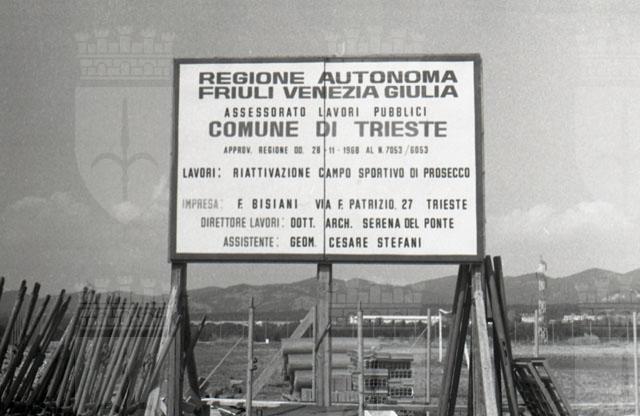 REGIONE AUTONOMA
FRIULI VENEZIA GIULIA
ASSESSORATO LAVORI PUBBLICI
COMUNE DI TRIESTE
APPROV. REGIONE DD. 28-11-1968 AL N. 7053/6053
LAVORI: RIATTIVAZIONE CAMPO SPORTIVO DI PROSECCO
IMPRESA: F. BISIANI VIA F. PATRIZIO, 27 TRIESTE
DIRETTORE LAVORI: DOTT. ARCH. SERENA DEL PONTE
ASSISTENTE: GEOM. CESARE STEFANI